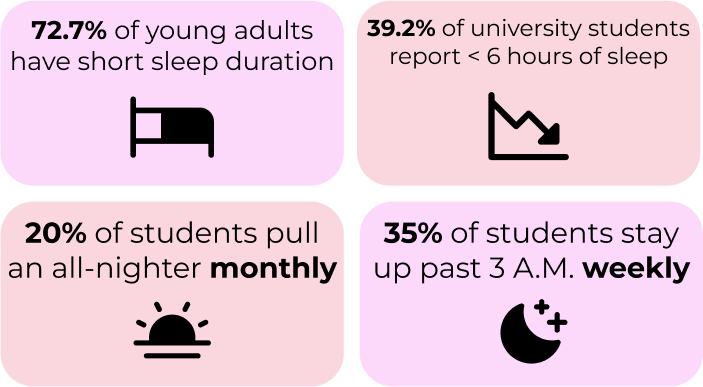 72.7% of young adults
have short sleep duration
39.2% of university students
report < 6 hours of sleep
20% of students pull
an all-nighter monthly
35% of students stay
up past 3 A.M. weekly